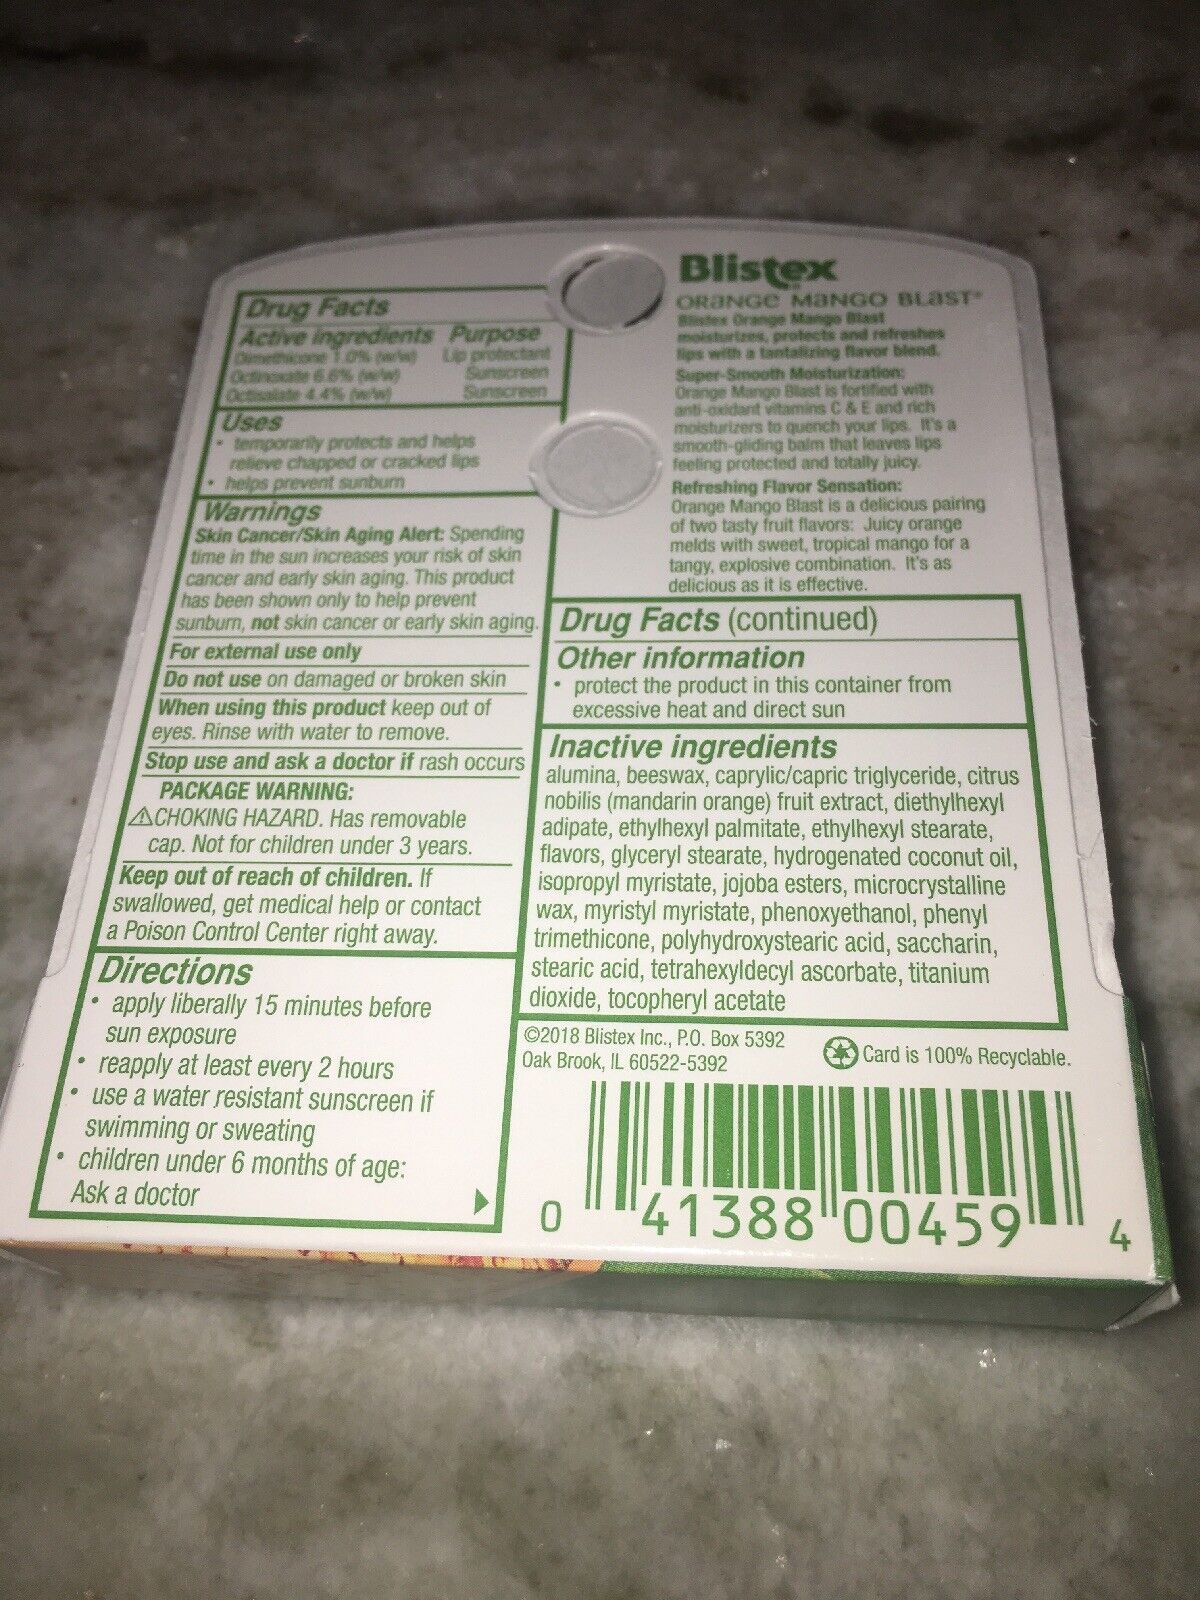 Drug Facts
Active ingredients Purpose
Dimethicone 1.0% (w/w) Lip protectant
Octinoxate 6.6% (w/w) Sunscreen
Octisalate 4.4% (w/w) Sunscreen
Uses
• temporarily protects and helps
relieve chapped or cracked lips
• helps prevent sunburn
Warnings
Skin Cancer/Skin Aging Alert: Spending
time in the sun increases your risk of skin
cancer and early skin aging. This product
has been shown only to help prevent
sunburn, not skin cancer or early skin aging.
For external use only
Do not use on damaged or broken skin
When using this product keep out of
eyes. Rinse with water to remove.
Stop use and ask a doctor if rash occurs
PACKAGE WARNING:
⚠CHOKING HAZARD. Has removable
cap. Not for children under 3 years.
Keep out of reach of children. If
swallowed, get medical help or contact
a Poison Control Center right away.
Directions
• apply liberally 15 minutes before
sun exposure
• reapply at least every 2 hours
• use a water resistant sunscreen if
swimming or sweating
• children under 6 months of age:
Ask a doctor
Blistex
ORANGE MANGO BLAST®
Blistex Orange Mango Blast
moisturizes, protects and refreshes
lips with a tantalizing flavor blend.
Super-Smooth Moisturization:
Orange Mango Blast is fortified with
anti-oxidant vitamins C & E and rich
moisturizers to quench your lips. It's a
smooth-gliding balm that leaves lips
feeling protected and totally juicy.
Refreshing Flavor Sensation:
Orange Mango Blast is a delicious pairing
of two tasty fruit flavors: Juicy orange
melds with sweet, tropical mango for a
tangy, explosive combination. It's as
delicious as it is effective.
Drug Facts (continued)
Other information
• protect the product in this container from
excessive heat and direct sun
Inactive ingredients
alumina, beeswax, caprylic/capric triglyceride, citrus
nobilis (mandarin orange) fruit extract, diethylhexyl
adipate, ethylhexyl palmitate, ethylhexyl stearate,
flavors, glyceryl stearate, hydrogenated coconut oil,
isopropyl myristate, jojoba esters, microcrystalline
wax, myristyl myristate, phenoxyethanol, phenyl
trimethicone, polyhydroxystearic acid, saccharin,
stearic acid, tetrahexyldecyl ascorbate, titanium
dioxide, tocopheryl acetate
©2018 Blistex Inc., P.O. Box 5392
Oak Brook, IL 60522-5392
Card is 100% Recyclable.
0 41388 00459 4